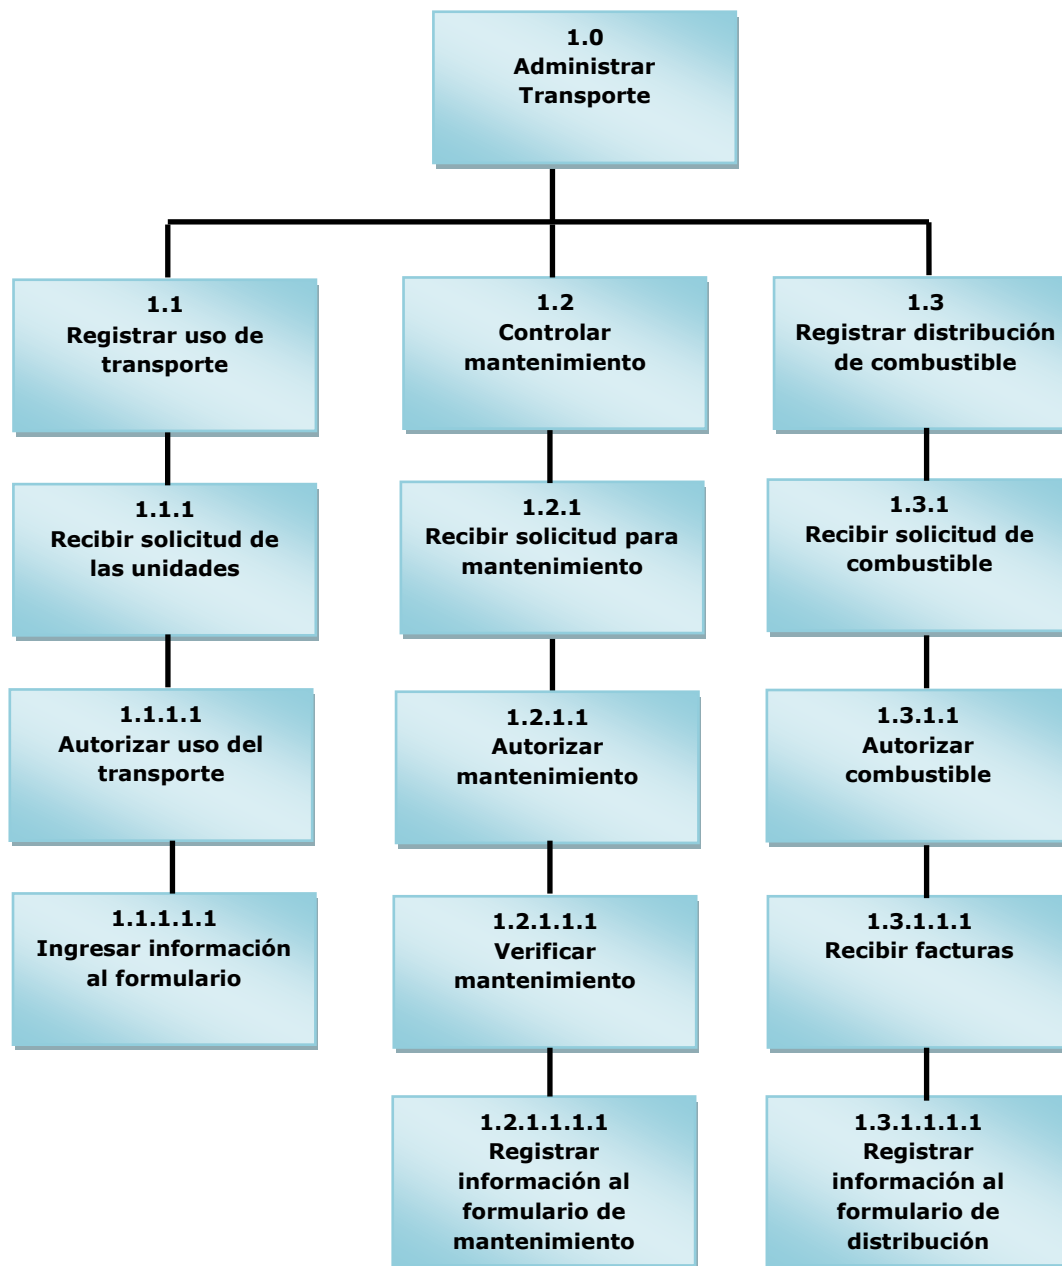 1.0
Administrar
Transporte
1.1
Registrar uso de
transporte
1.2
Controlar
mantenimiento
1.3
Registrar distribución
de combustible
1.1.1
Recibir solicitud de
las unidades
1.2.1
Recibir solicitud para
mantenimiento
1.3.1
Recibir solicitud de
combustible
1.1.1.1
Autorizar uso del
transporte
1.2.1.1
Autorizar
mantenimiento
1.3.1.1
Autorizar
combustible
1.1.1.1.1
Ingresar información
al formulario
1.2.1.1.1
Verificar
mantenimiento
1.3.1.1.1
Recibir facturas
1.2.1.1.1.1
Registrar
información al
formulario de
mantenimiento
1.3.1.1.1.1
Registrar
información al
formulario de
distribución